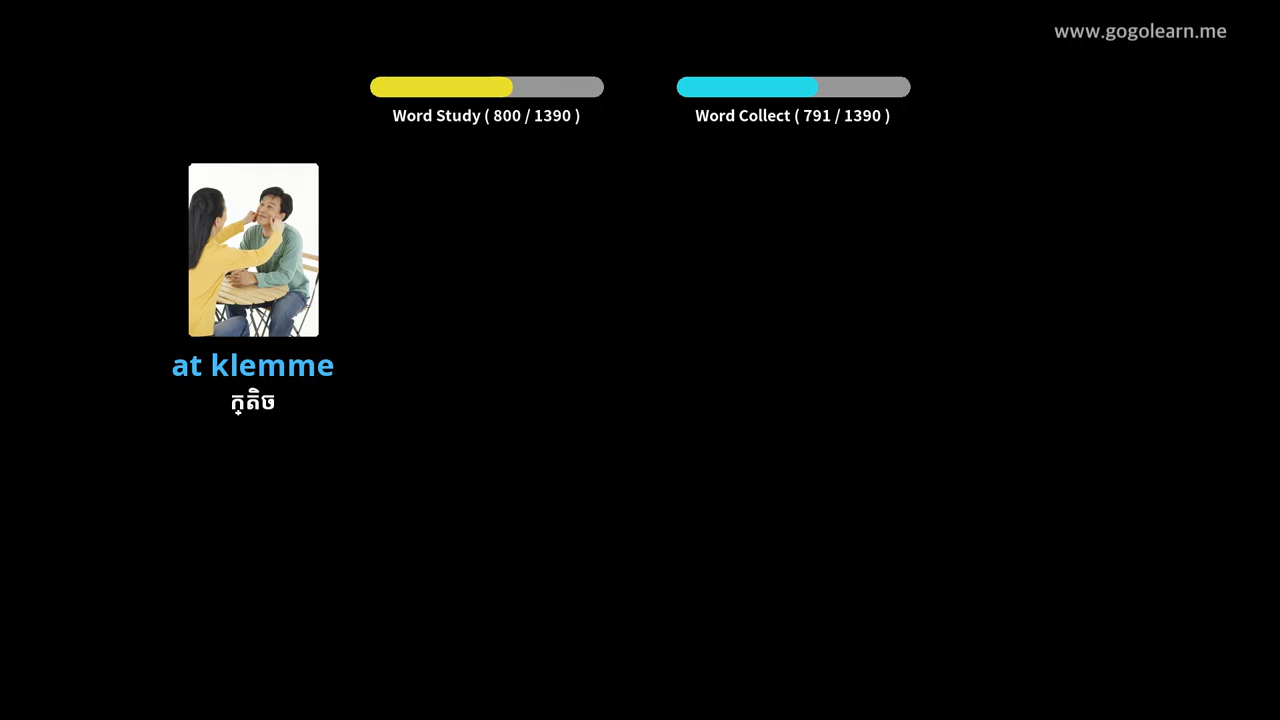 www.gogolearn.me
Word Study ( 800 / 1390 )
Word Collect ( 791 / 1390 )
at klemme
ក្តិច